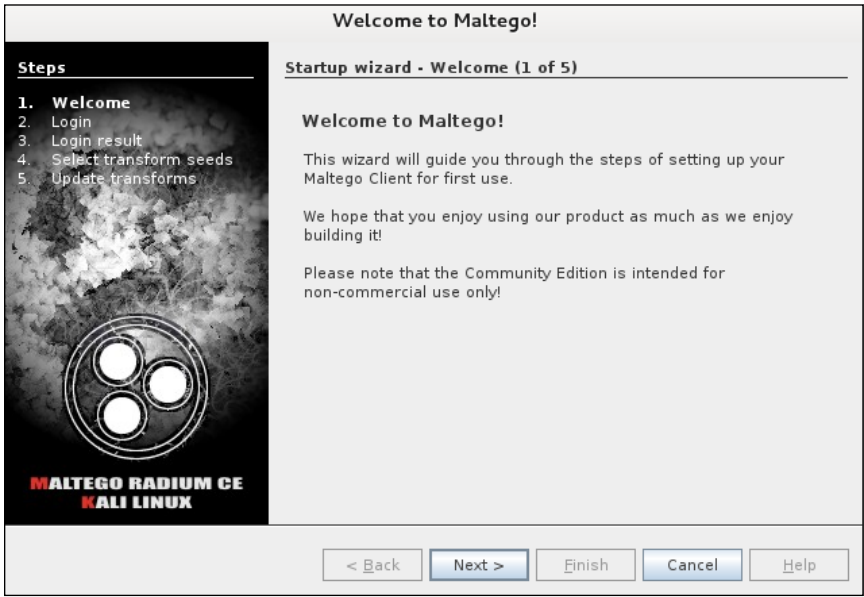 Welcome to Maltego!
Steps
1. Welcome
2. Login
3. Login result
4. Select transform seeds
5. Update transforms
MALTEGO RADIUM CE
KALI LINUX
Startup wizard - Welcome (1 of 5)
Welcome to Maltego!
This wizard will guide you through the steps of setting up your
Maltego Client for first use.
We hope that you enjoy using our product as much as we enjoy
building it!
Please note that the Community Edition is intended for
non-commercial use only!
< Back
Next >
Finish
Cancel
Help